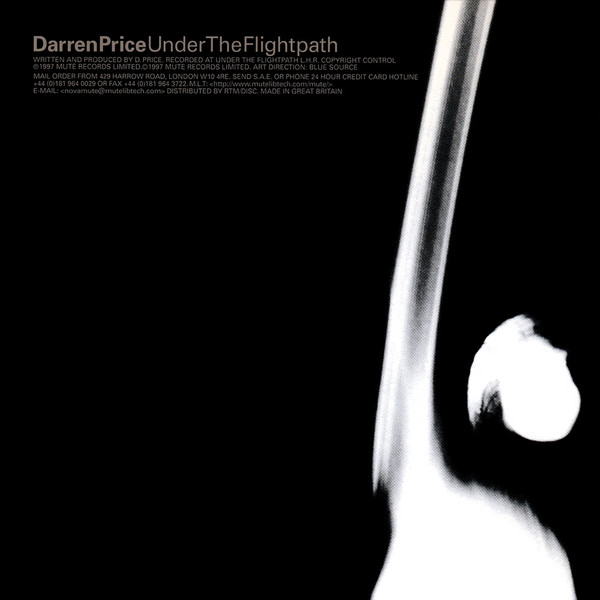 DarrenPriceUnderTheFlightpath
WRITTEN AND PRODUCED BY D. PRICE. RECORDED AT UNDER THE FLIGHTPATH L.H.R. COPYRIGHT CONTROL
℗1997 MUTE RECORDS LIMITED.©1997 MUTE RECORDS LIMITED. ART DIRECTION: BLUE SOURCE
MAIL ORDER FROM 429 HARROW ROAD, LONDON W10 4RE. SEND S.A.E. OR PHONE 24 HOUR CREDIT CARD HOTLINE
+44 (0)181 964 0029 OR FAX +44 (0)181 964 3722. M.L.T: <http://www.mutelibtech.com/mute/>
E-MAIL: <novamute@mutelibtech.com> DISTRIBUTED BY RTM/DISC. MADE IN GREAT BRITAIN